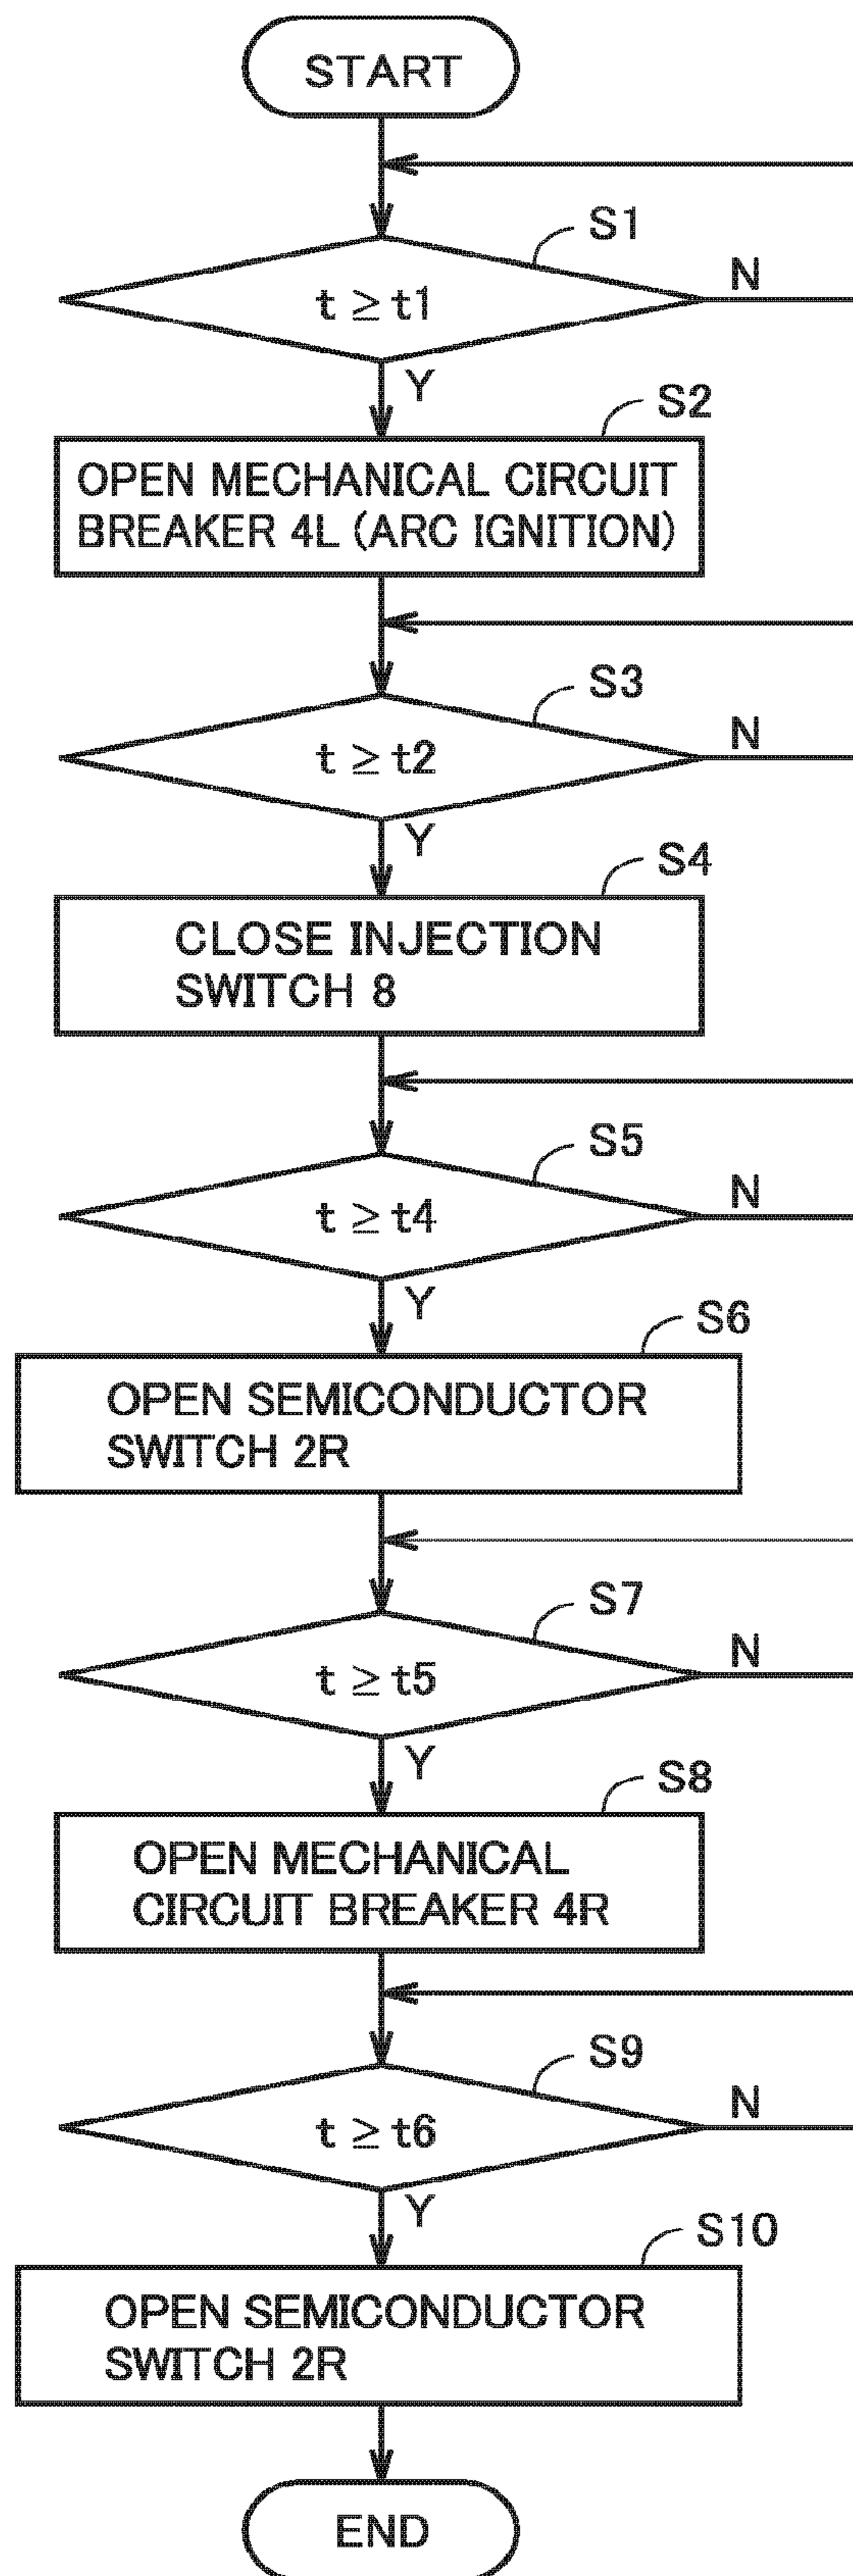 START
S1
t ≥ t1
N
Y
S2
OPEN MECHANICAL CIRCUIT
BREAKER 4L (ARC IGNITION)
S3
t ≥ t2
N
Y
S4
CLOSE INJECTION
SWITCH 8
S5
t ≥ t4
N
Y
S6
OPEN SEMICONDUCTOR
SWITCH 2R
S7
t ≥ t5
N
Y
S8
OPEN MECHANICAL
CIRCUIT BREAKER 4R
S9
t ≥ t6
N
Y
S10
OPEN SEMICONDUCTOR
SWITCH 2R
END